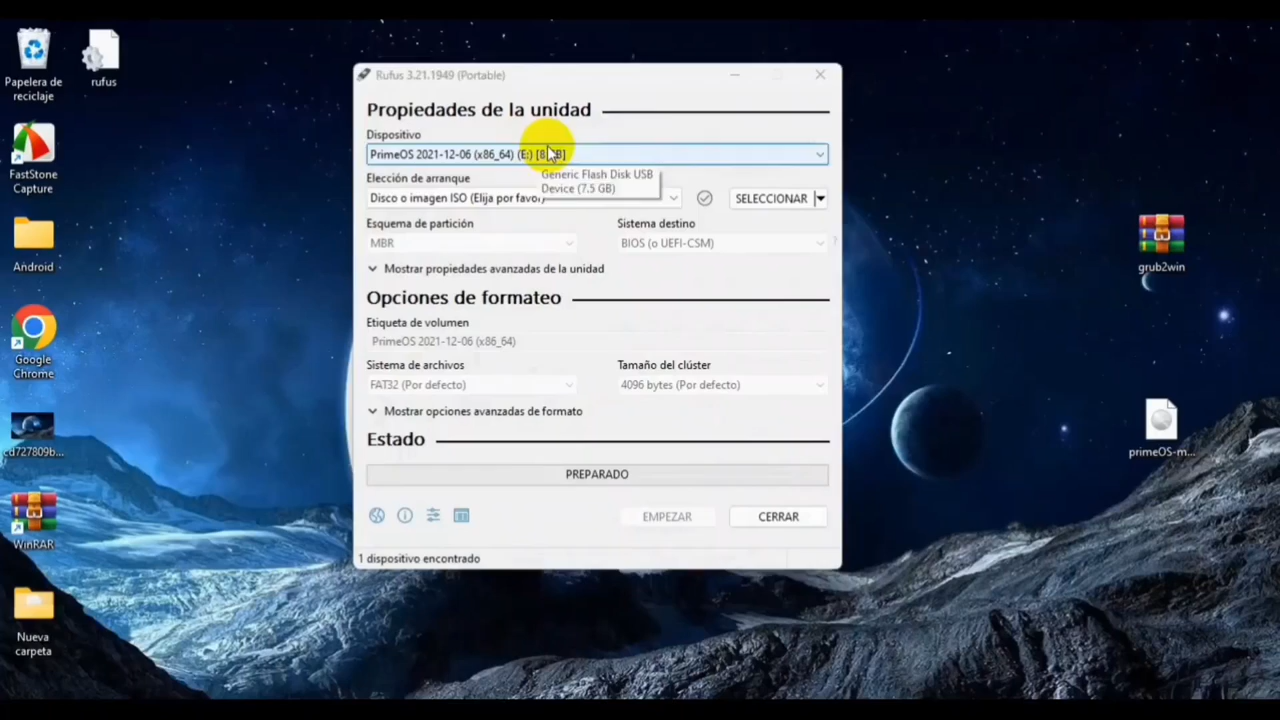 Papelera de
reciclaje
rufus
FastStone
Capture
Android
Google
Chrome
cd727809b...
WinRAR
Nueva
carpeta
Rufus 3.21.1949 (Portable)
Propiedades de la unidad
Dispositivo
PrimeOS 2021-12-06 (x86_64) (E:) [8 GB]
Generic Flash Disk USB
Device (7.5 GB)
Elección de arranque
Disco o imagen ISO (Elija por favor)
SELECCIONAR
Esquema de partición
Sistema destino
MBR
BIOS (o UEFI-CSM)
?
Mostrar propiedades avanzadas de la unidad
Opciones de formateo
Etiqueta de volumen
PrimeOS 2021-12-06 (x86_64)
Sistema de archivos
Tamaño del clúster
FAT32 (Por defecto)
4096 bytes (Por defecto)
Mostrar opciones avanzadas de formato
Estado
PREPARADO
EMPEZAR
CERRAR
1 dispositivo encontrado
grub2win
primeOS-m...